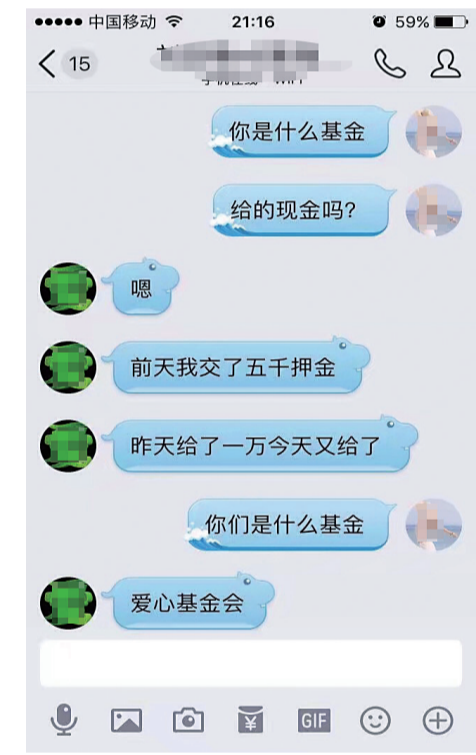 中国移动
21:16
59%
15
你是什么基金
给的现金吗?
嗯
前天我交了五千押金
昨天给了一万今天又给了
你们是什么基金
爱心基金会
GIF